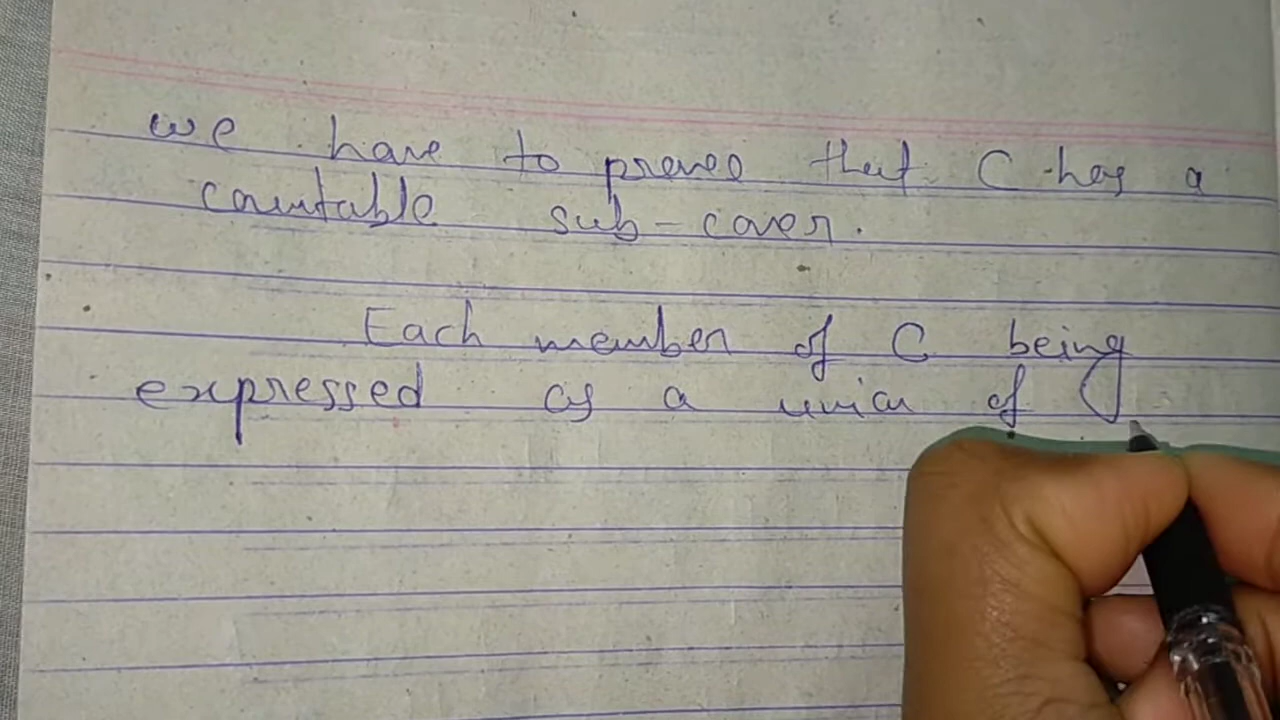 we have to prove that C has a
countable sub-cover.
Each member of C being
expressed as a union of